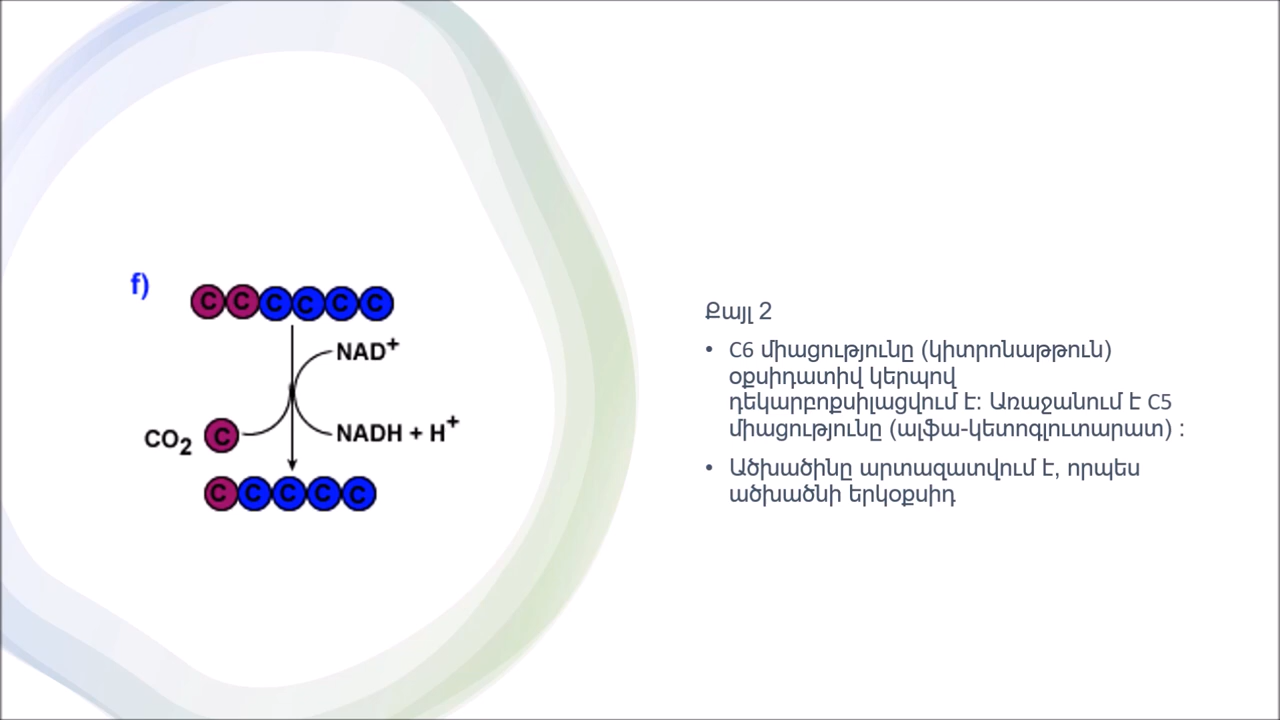 f)
C C C C C C
NAD+
CO2 C
NADH + H+
C C C C C
Քայլ 2
• C6 միացությունը (կիտրոնաթթուն)
օքսիդատիվ կերպով
դեկարբոքսիլացվում է: Առաջանում է C5
միացությունը (ալֆա-կետոգլուտարատ) :
• Ածխածինը արտազատվում է, որպես
ածխածնի երկօքսիդ